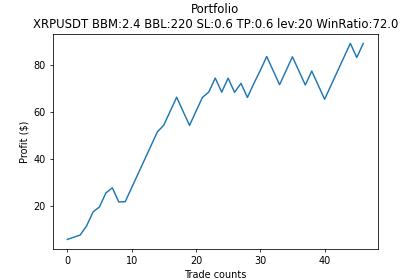 Portfolio
XRPUSDT BBM:2.4 BBL:220 SL:0.6 TP:0.6 lev:20 WinRatio:72.0
Profit ($)
80
60
40
20
0 10 20 30 40
Trade counts